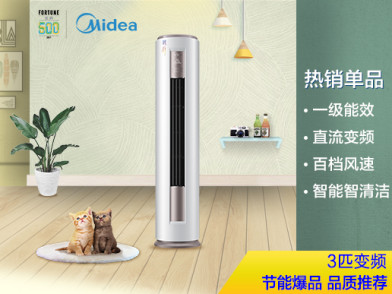 FORTUNE
500
Midea
热销单品
·一级能效
·直流变频
·百档风速
·智能智清洁
3匹变频
节能爆品 品质推荐